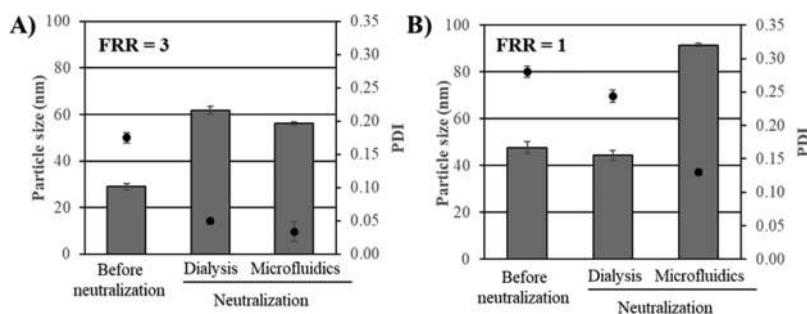 A)
FRR = 3
Particle size (nm)
100
80
60
40
20
0
PDI
0.35
0.30
0.25
0.20
0.15
0.10
0.05
0.00
Before
neutralization
Dialysis
Microfluidics
Neutralization
B)
FRR = 1
Particle size (nm)
100
80
60
40
20
0
PDI
0.35
0.30
0.25
0.20
0.15
0.10
0.05
0.00
Before
neutralization
Dialysis
Microfluidics
Neutralization